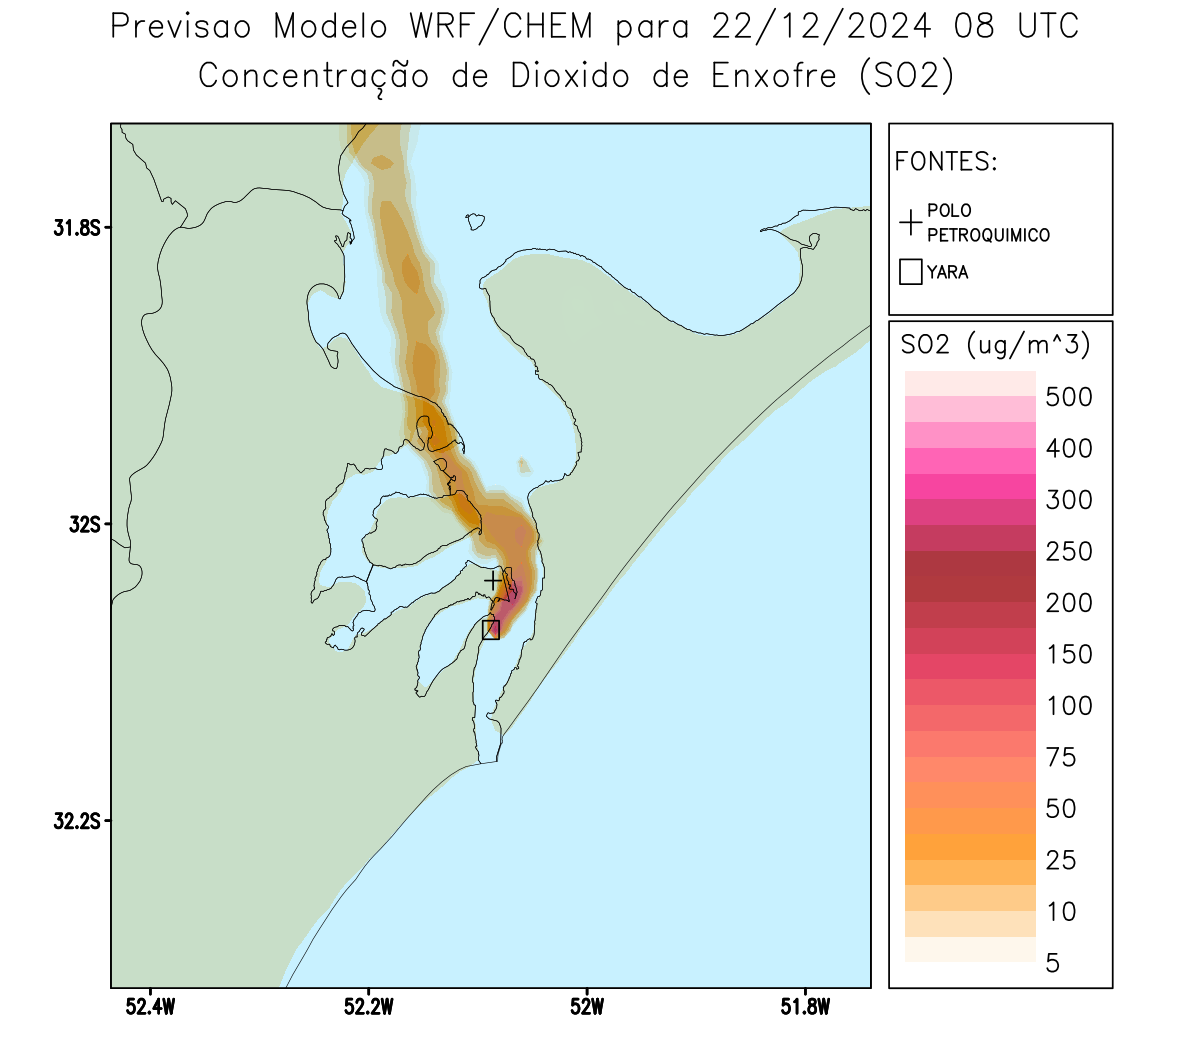 Previsao Modelo WRF/CHEM para 22/12/2024 08 UTC
Concentração de Dioxido de Enxofre (SO2)
FONTES:
POLO
PETROQUIMICO
YARA
SO2 (ug/m^3)
500
400
300
250
200
150
100
75
50
25
10
5
31.8S
32S
32.2S
52.4W
52.2W
52W
51.8W